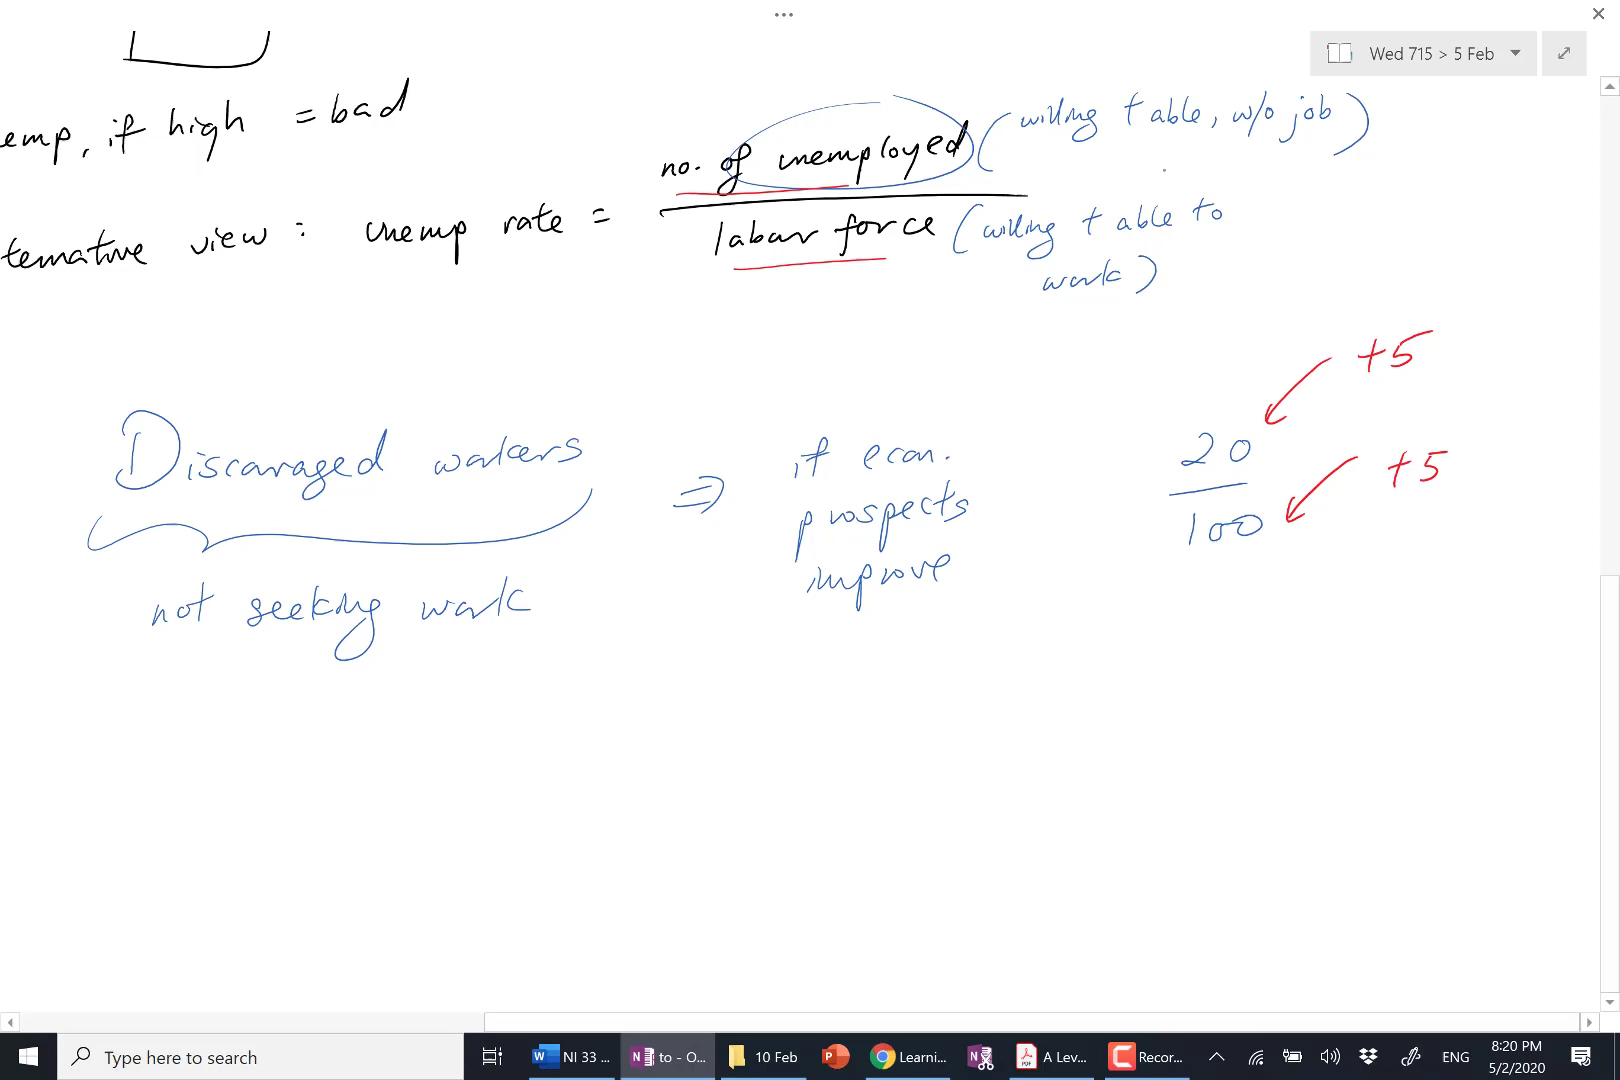 Wed 715 > 5 Feb
emp, if high = bad
no. of unemployed (willing + able, w/o job)
ternative view : unemp rate =
labour force (willing + able to
work)
+5
Discouraged workers ⇒ if econ.
prospects
improve
20
100
+5
not seeking work
Type here to search
NI 33 ...
to - O...
10 Feb
Learni...
A Lev...
Recor...
ENG
8:20 PM
5/2/2020